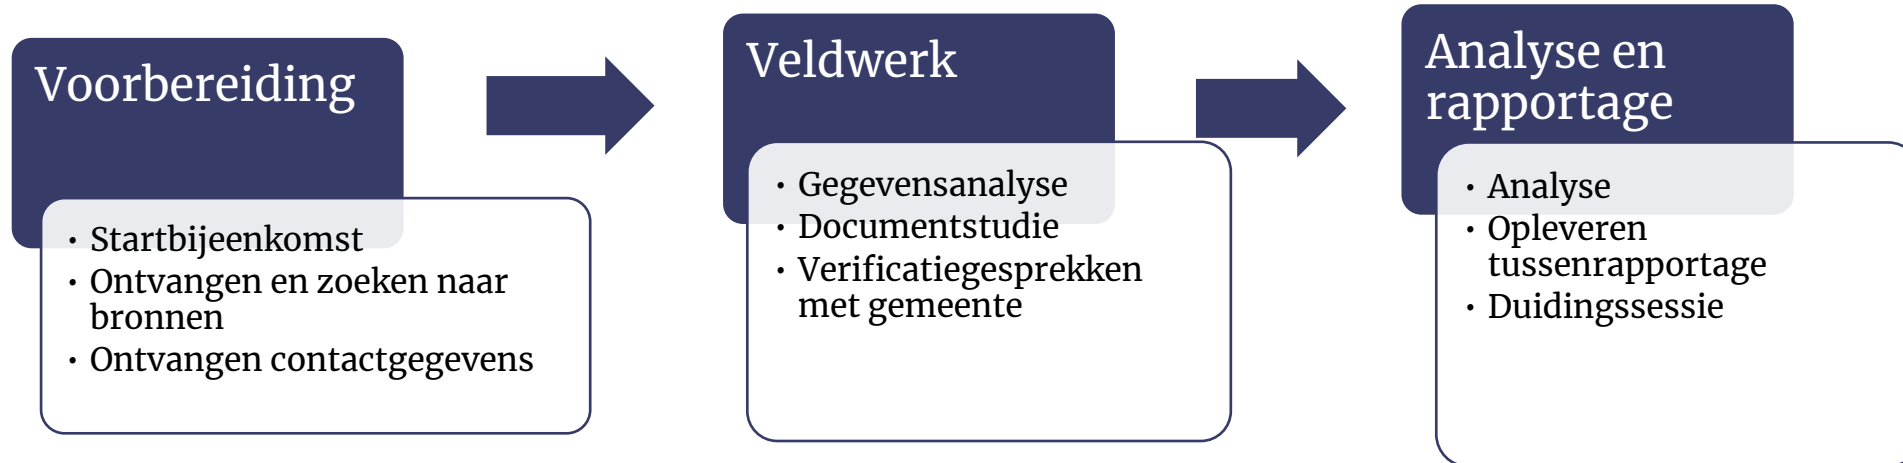 Voorbereiding
• Startbijeenkomst
• Ontvangen en zoeken naar
bronnen
• Ontvangen contactgegevens
Veldwerk
• Gegevensanalyse
• Documentstudie
• Verificatiegesprekken
met gemeente
Analyse en
rapportage
• Analyse
• Opleveren
tussenrapportage
• Duidingssessie